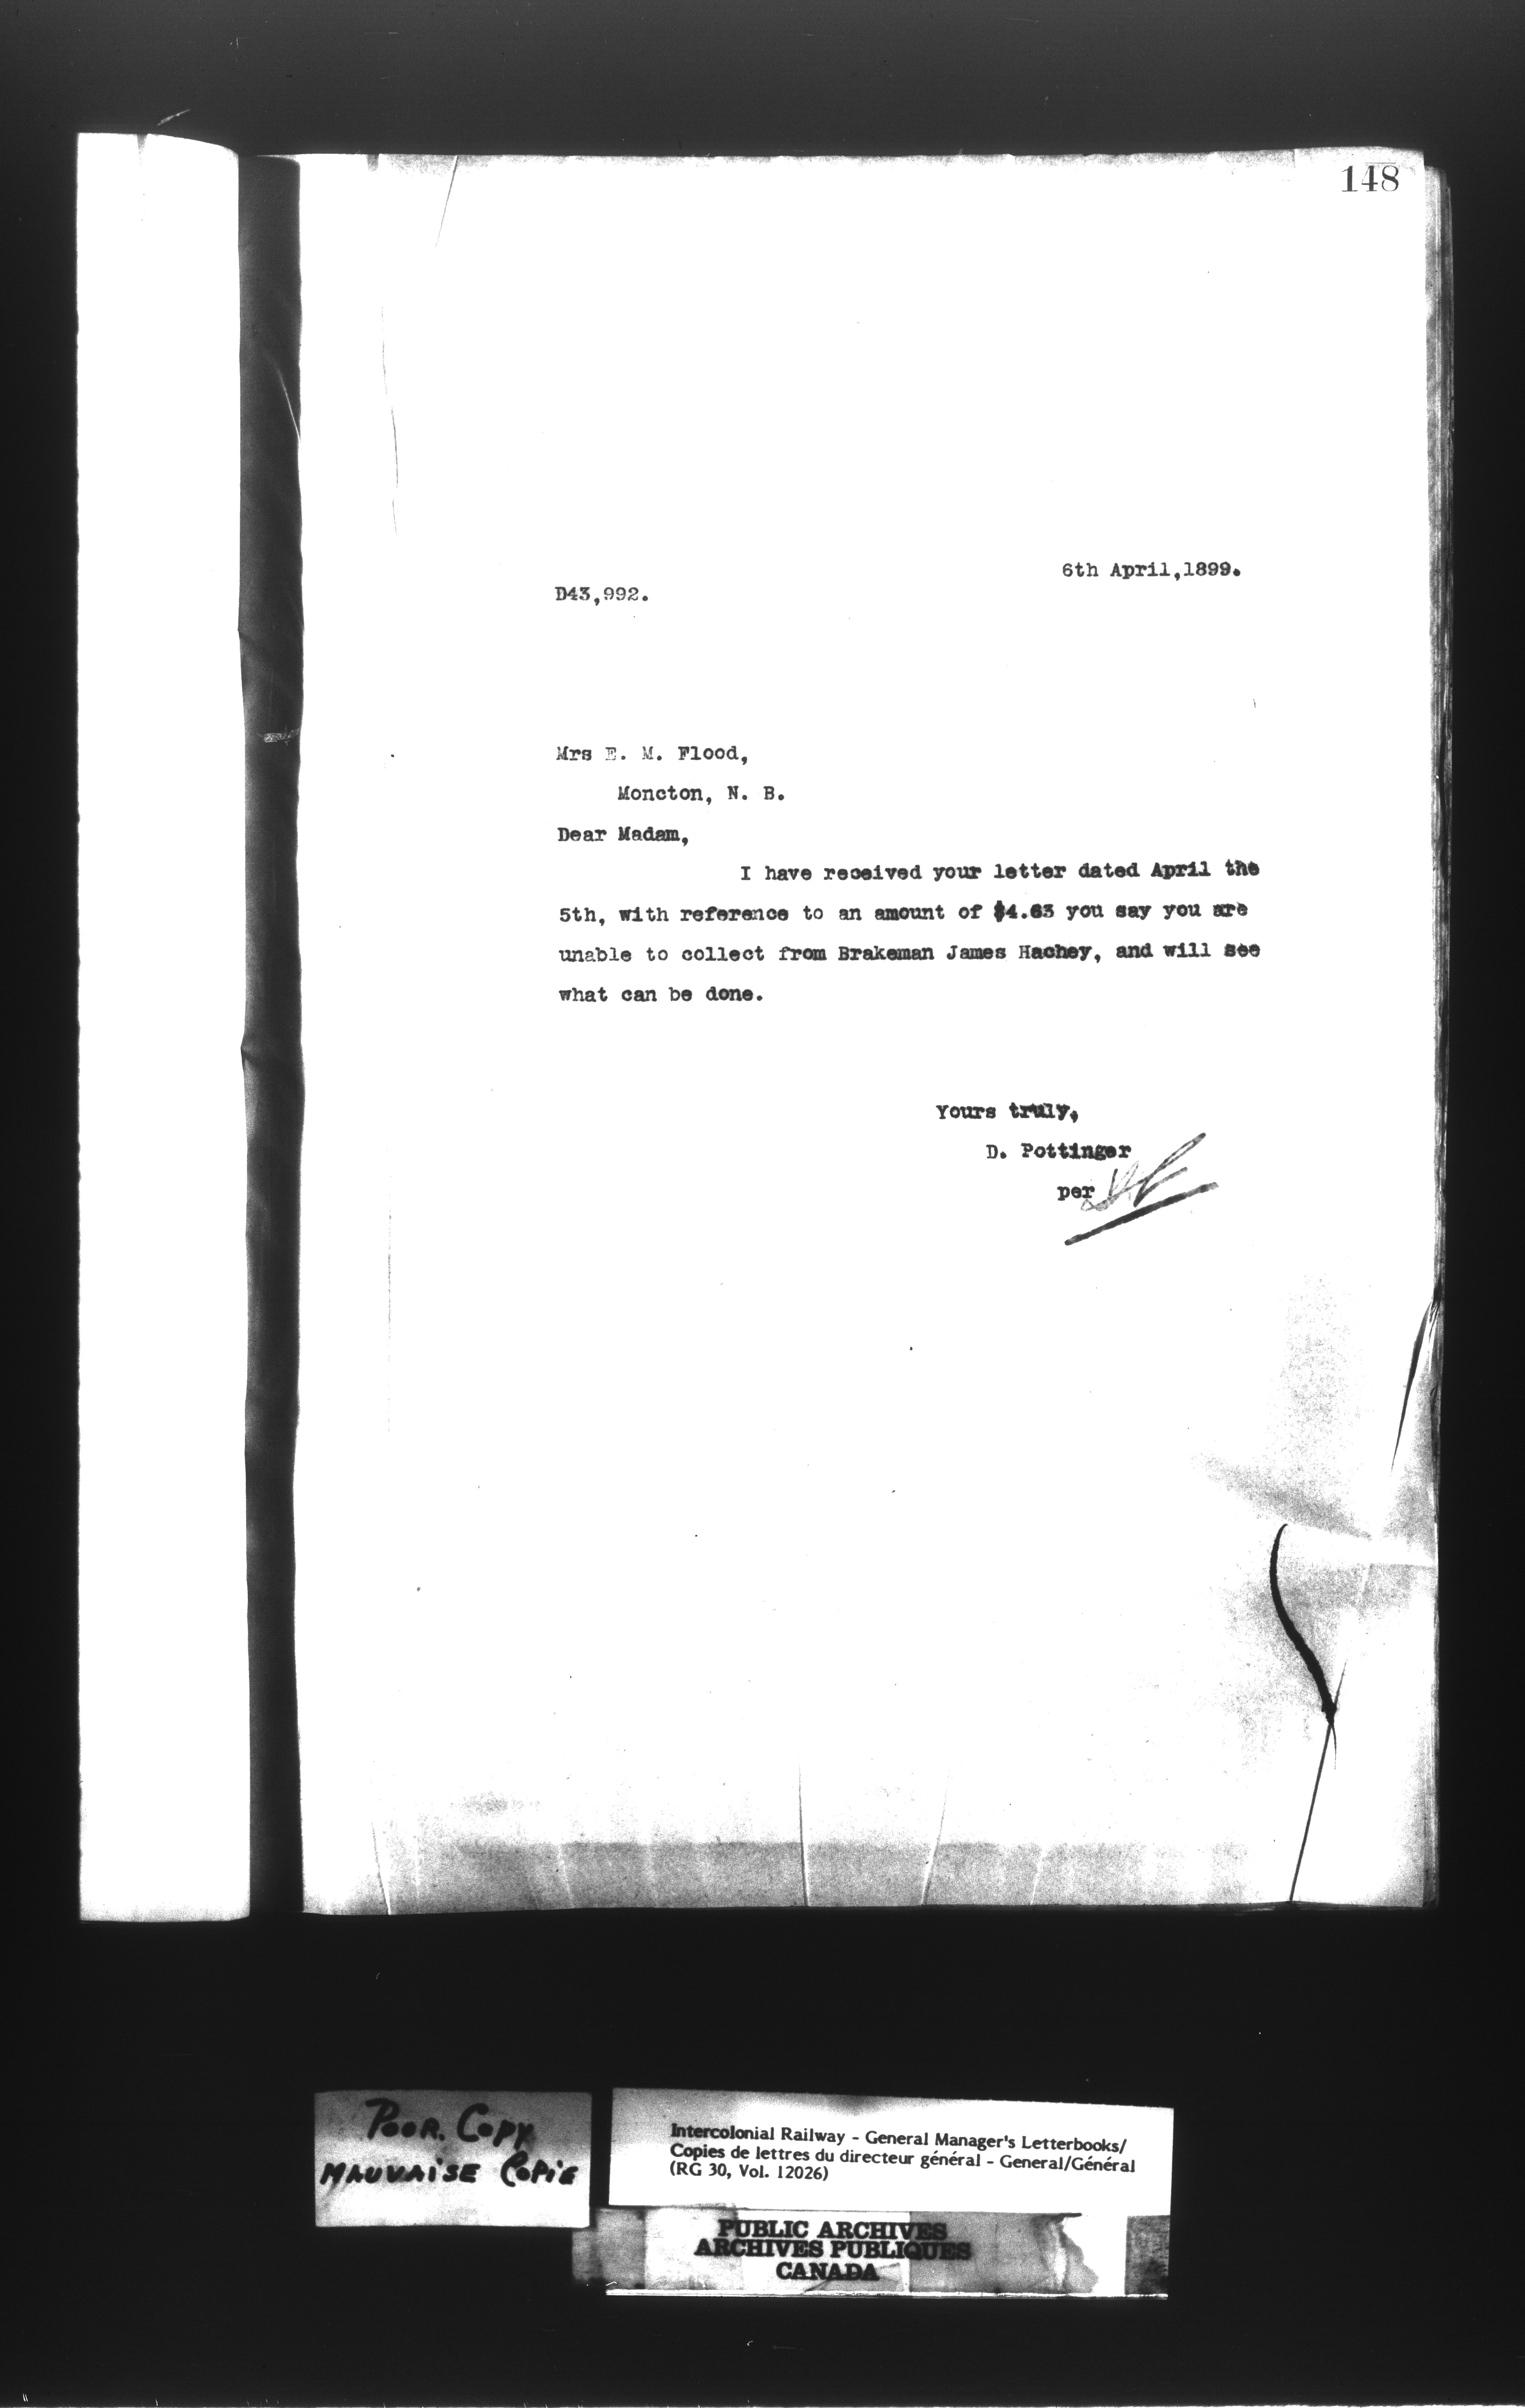 148
6th April,1899.
D43,992.
Mrs E. M. Flood,
Moncton, N. B.
Dear Madam,
I have received your letter dated April the
5th, with reference to an amount of $4.63 you say you are
unable to collect from Brakeman James Hachey, and will see
what can be done.
Yours truly,
D. Pottinger
per
Poor. Copy
MAUVAISE COPIE
Intercolonial Railway - General Manager's Letterbooks/
Copies de lettres du directeur général - General/Général
(RG 30, Vol. 12026)
PUBLIC ARCHIVES
ARCHIVES PUBLIQUES
CANADA